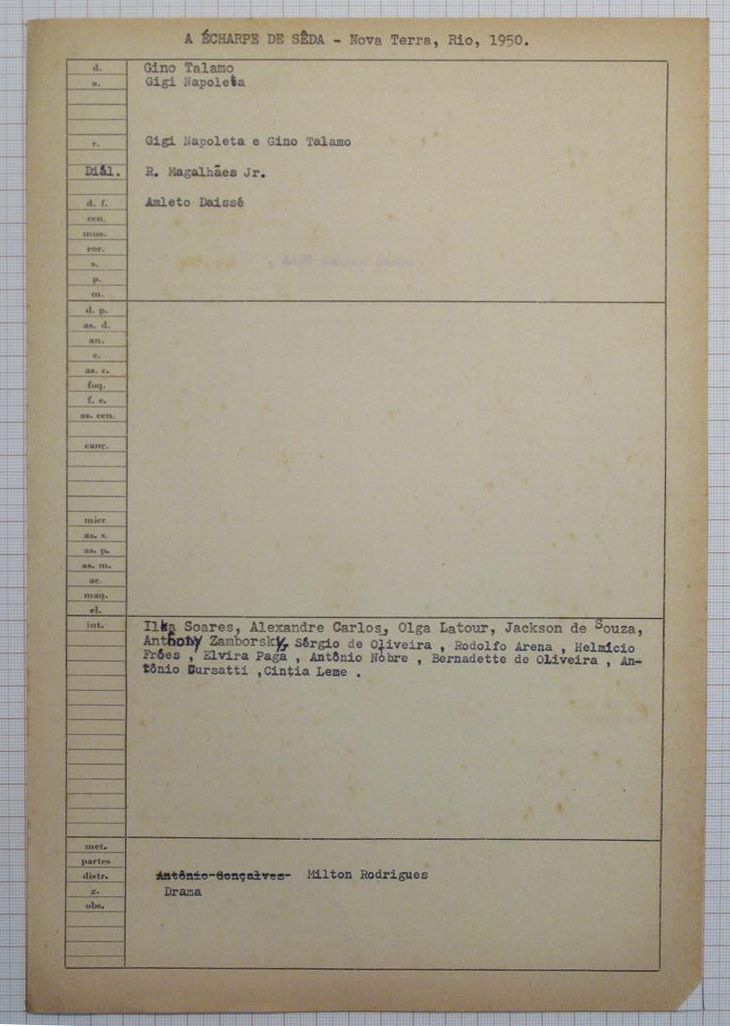 A ÉCHARPE DE SÊDA - Nova Terra, Rio, 1950.
d. Gino Talamo
a. Gigi Napoleta
r. Gigi Napoleta e Gino Talamo
Diál. R. Magalhães Jr.
d. f. Amleto Daissé
cen.
mus.
cor.
s.
p.
m.
d. p.
as. d.
an.
c.
as. c.
foq.
f. c.
as. cen.
canç.
micr
as. s.
as. p.
as. m.
ac.
maq.
el.
int. Ilka Soares, Alexandre Carlos, Olga Latour, Jackson de Souza,
Anthony Zamborsky, Sérgio de Oliveira , Rodolfo Arena , Helmício
Fróes , Elvira Pagã , Antônio Nobre , Bernadette de Oliveira , An-
tônio Cursatti ,Cintia Leme .
met.
partes
distr. Antônio-Gonçalves- Milton Rodrigues
g. Drama
obs.